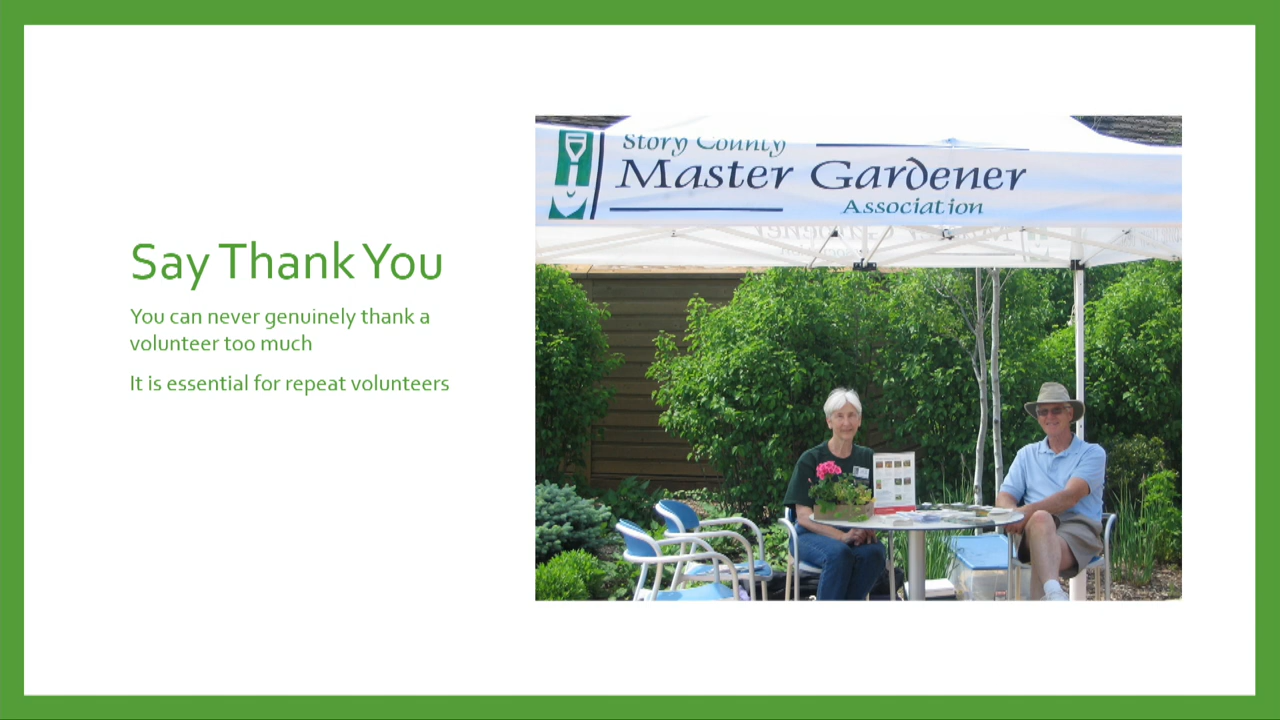 Say Thank You
You can never genuinely thank a
volunteer too much
It is essential for repeat volunteers
Story County
Master Gardener
Association